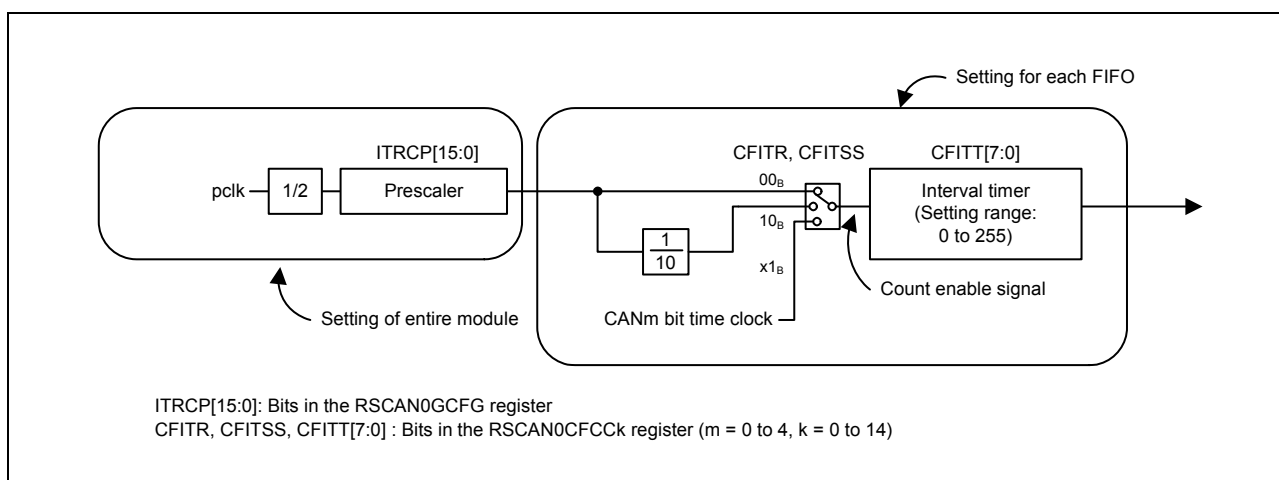 Setting for each FIFO
ITRCP[15:0]
CFITR, CFITSS
CFITT[7:0]
pclk
1/2
Prescaler
00B
Interval timer
(Setting range:
0 to 255)
10B
1
10
x1B
Count enable signal
Setting of entire module
CANm bit time clock
ITRCP[15:0]: Bits in the RSCAN0GCFG register
CFITR, CFITSS, CFITT[7:0] : Bits in the RSCAN0CFCCk register (m = 0 to 4, k = 0 to 14)